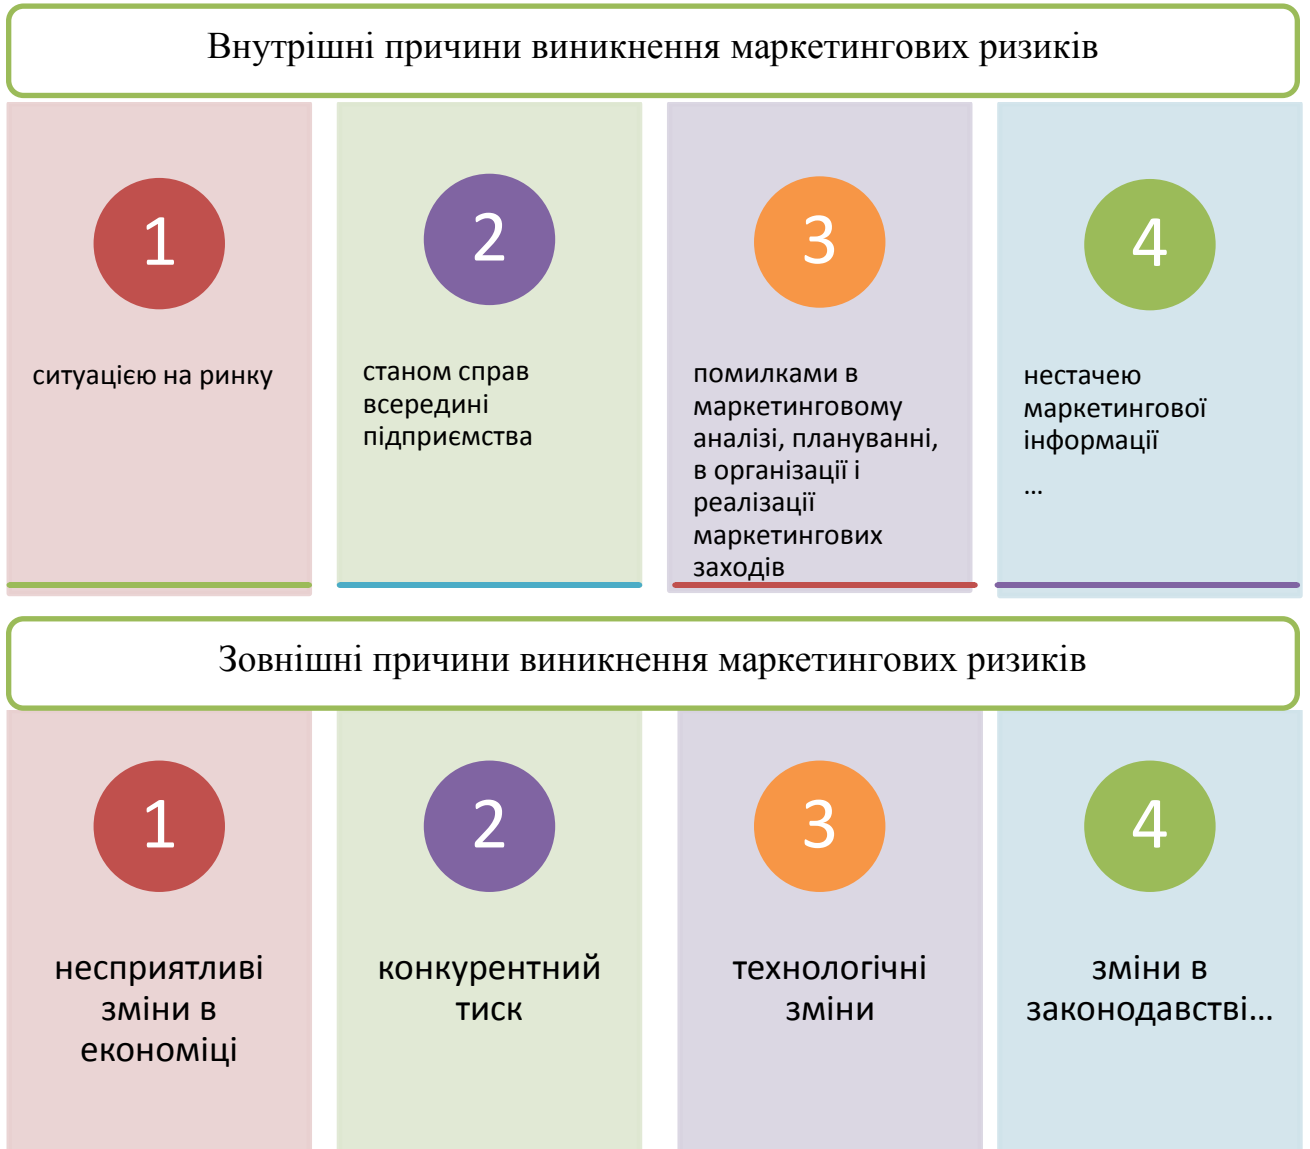 Внутрішні причини виникнення маркетингових ризиків
1
ситуацією на ринку
2
станом справ
всередині
підприємства
3
помилками в
маркетинговому
аналізі, плануванні,
в організації і
реалізації
маркетингових
заходів
4
нестачею
маркетингової
інформації
...
Зовнішні причини виникнення маркетингових ризиків
1
несприятливі
зміни в
економіці
2
конкурентний
тиск
3
технологічні
зміни
4
зміни в
законодавстві...